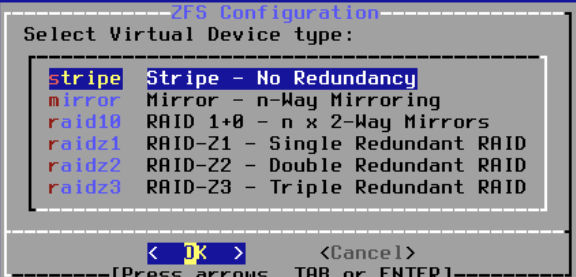 ZFS Configuration
Select Virtual Device type:
stripe Stripe - No Redundancy
mirror Mirror - n-Way Mirroring
raid10 RAID 1+0 - n x 2-Way Mirrors
raidz1 RAID-Z1 - Single Redundant RAID
raidz2 RAID-Z2 - Double Redundant RAID
raidz3 RAID-Z3 - Triple Redundant RAID
< OK > <Cancel>
[Press arrows, TAB or ENTER]